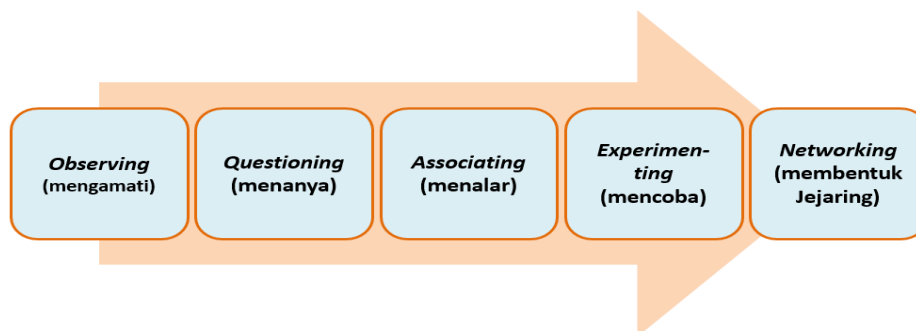 Observing
(mengamati)
Questioning
(menanya)
Associating
(menalar)
Experimen-
ting
(mencoba)
Networking
(membentuk
Jejaring)